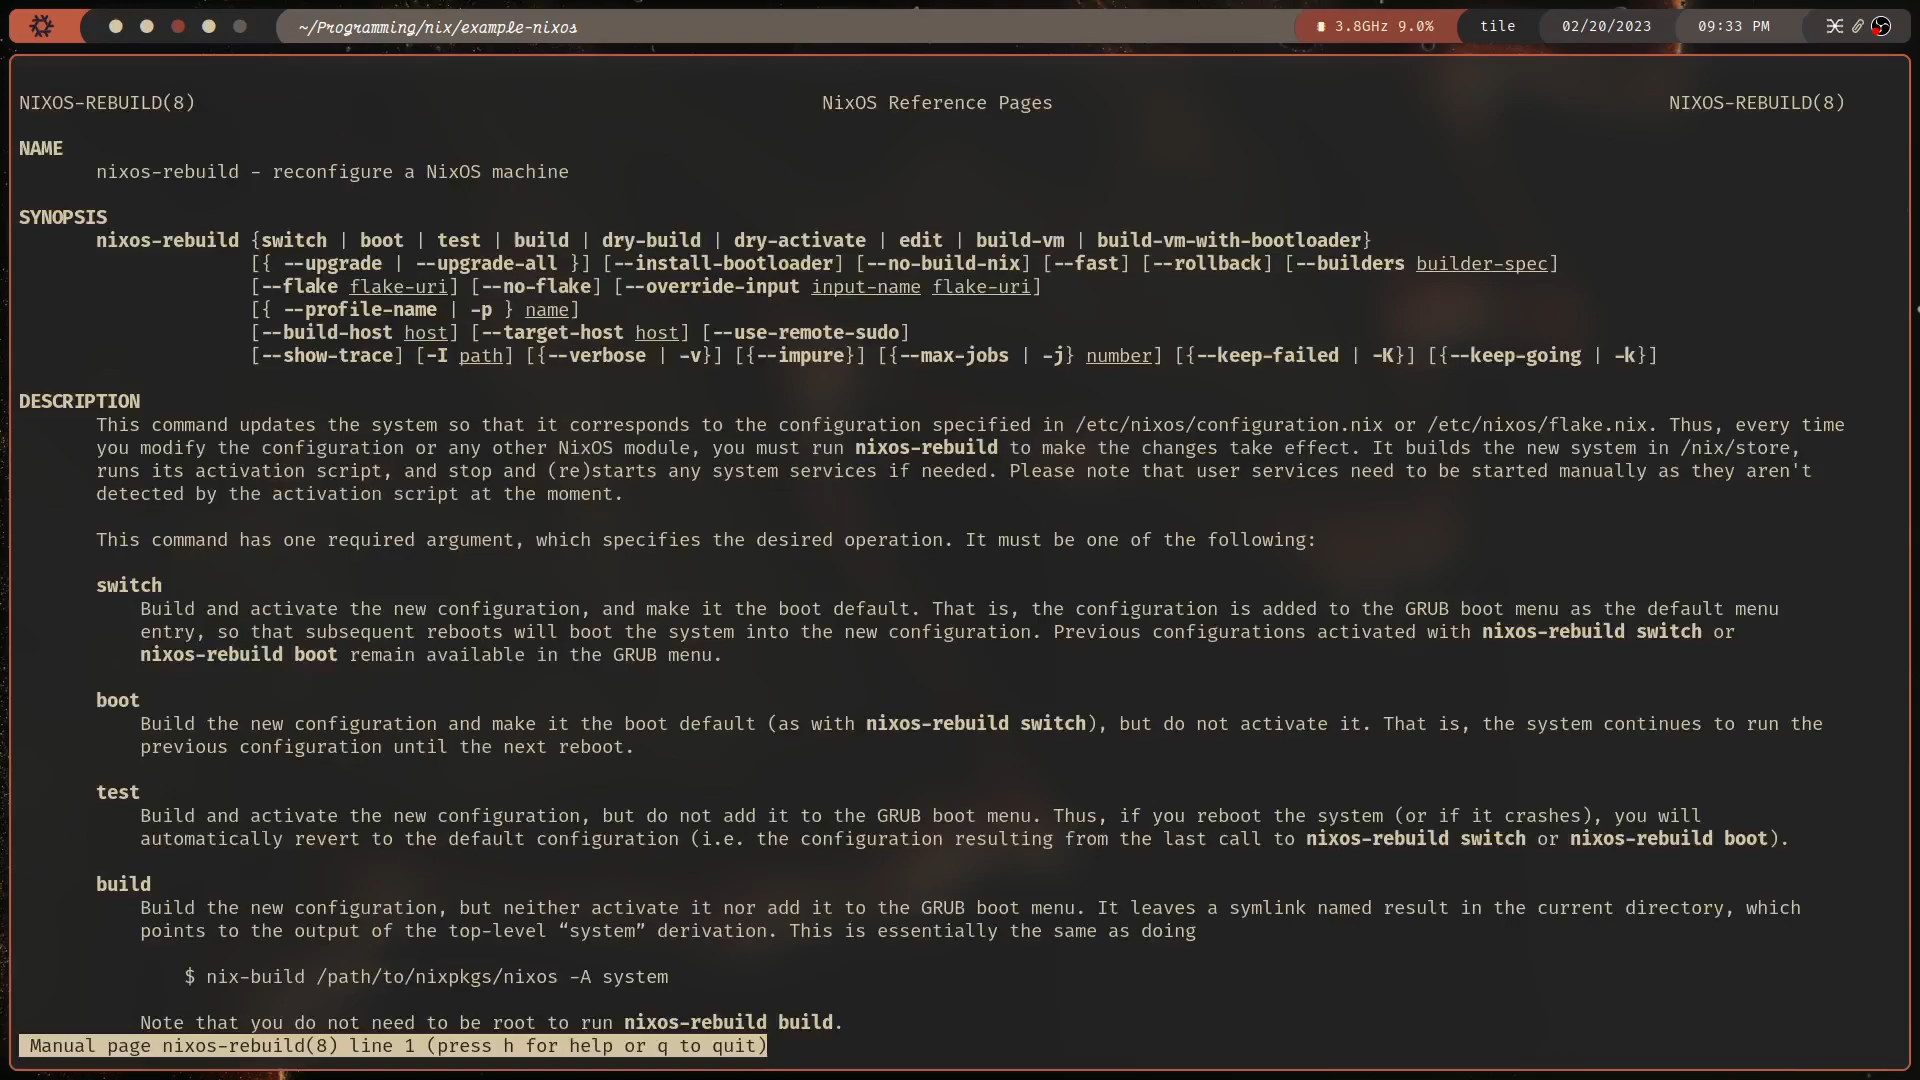 ~/Programming/nix/example-nixos
3.8GHz 9.0%
tile
02/20/2023
09:33 PM
NIXOS-REBUILD(8) NixOS Reference Pages NIXOS-REBUILD(8)
NAME
nixos-rebuild - reconfigure a NixOS machine
SYNOPSIS
nixos-rebuild {switch | boot | test | build | dry-build | dry-activate | edit | build-vm | build-vm-with-bootloader}
[{ --upgrade | --upgrade-all }] [--install-bootloader] [--no-build-nix] [--fast] [--rollback] [--builders builder-spec]
[--flake flake-uri] [--no-flake] [--override-input input-name flake-uri]
[{ --profile-name | -p } name]
[--build-host host] [--target-host host] [--use-remote-sudo]
[--show-trace] [-I path] [{--verbose | -v}] [{--impure}] [{--max-jobs | -j} number] [{--keep-failed | -K}] [{--keep-going | -k}]
DESCRIPTION
This command updates the system so that it corresponds to the configuration specified in /etc/nixos/configuration.nix or /etc/nixos/flake.nix. Thus, every time
you modify the configuration or any other NixOS module, you must run nixos-rebuild to make the changes take effect. It builds the new system in /nix/store,
runs its activation script, and stop and (re)starts any system services if needed. Please note that user services need to be started manually as they aren't
detected by the activation script at the moment.
This command has one required argument, which specifies the desired operation. It must be one of the following:
switch
Build and activate the new configuration, and make it the boot default. That is, the configuration is added to the GRUB boot menu as the default menu
entry, so that subsequent reboots will boot the system into the new configuration. Previous configurations activated with nixos-rebuild switch or
nixos-rebuild boot remain available in the GRUB menu.
boot
Build the new configuration and make it the boot default (as with nixos-rebuild switch), but do not activate it. That is, the system continues to run the
previous configuration until the next reboot.
test
Build and activate the new configuration, but do not add it to the GRUB boot menu. Thus, if you reboot the system (or if it crashes), you will
automatically revert to the default configuration (i.e. the configuration resulting from the last call to nixos-rebuild switch or nixos-rebuild boot).
build
Build the new configuration, but neither activate it nor add it to the GRUB boot menu. It leaves a symlink named result in the current directory, which
points to the output of the top-level “system” derivation. This is essentially the same as doing
$ nix-build /path/to/nixpkgs/nixos -A system
Note that you do not need to be root to run nixos-rebuild build.
Manual page nixos-rebuild(8) line 1 (press h for help or q to quit)